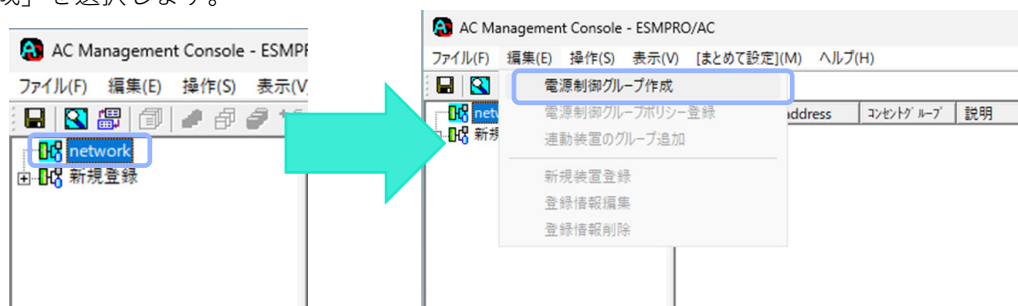 」を選択します。
AC Management Console - ESMPR
ファイル(F) 編集(E) 操作(S) 表示(V
network
新規登録
AC Management Console - ESMPRO/AC
ファイル(F) 編集(E) 操作(S) 表示(V) [まとめて設定](M) ヘルプ(H)
電源制御グループ作成
電源制御グループポリシー登録
連動装置のグループ追加
新規装置登録
登録情報編集
登録情報削除
netw
新規
address コンセントグループ 説明